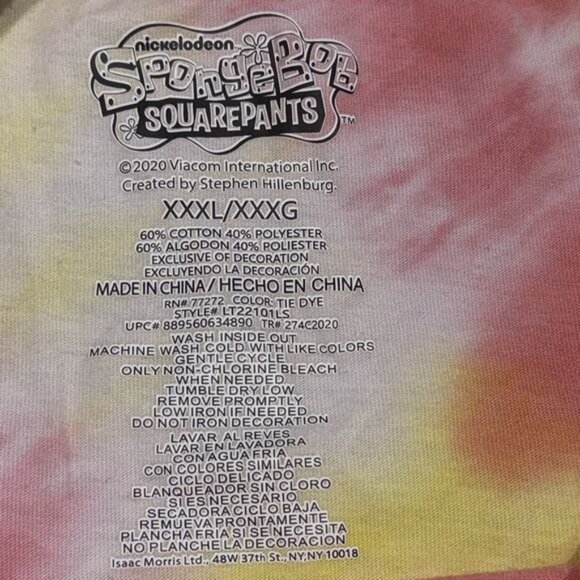 nickelodeon
SpongeBob
SQUAREPANTS
TM
©2020 Viacom International Inc.
Created by Stephen Hillenburg.
XXXL/XXXG
60% COTTON 40% POLYESTER
60% ALGODON 40% POLIESTER
EXCLUSIVE OF DECORATION
EXCLUYENDO LA DECORACIÓN
MADE IN CHINA / HECHO EN CHINA
RN# 77272 COLOR: TIE DYE
STYLE# LT22101LS
UPC# 889560634890 TR# 274C2020
WASH INSIDE OUT
MACHINE WASH COLD WITH LIKE COLORS
GENTLE CYCLE
ONLY NON-CHLORINE BLEACH
WHEN NEEDED
TUMBLE DRY LOW
REMOVE PROMPTLY
LOW IRON IF NEEDED
DO NOT IRON DECORATION
LAVAR AL REVES
LAVAR EN LAVADORA
CON AGUA FRIA
CON COLORES SIMILARES
CICLO DELICADO
BLANQUEADOR SIN CLORO
SI ES NECESARIO
SECADORA CICLO BAJA
REMUEVA PRONTAMENTE
PLANCHA FRIA SI SE NECESITA
NO PLANCHE LA DECORACION
Isaac Morris Ltd., 48W 37th St., NY, NY 10018